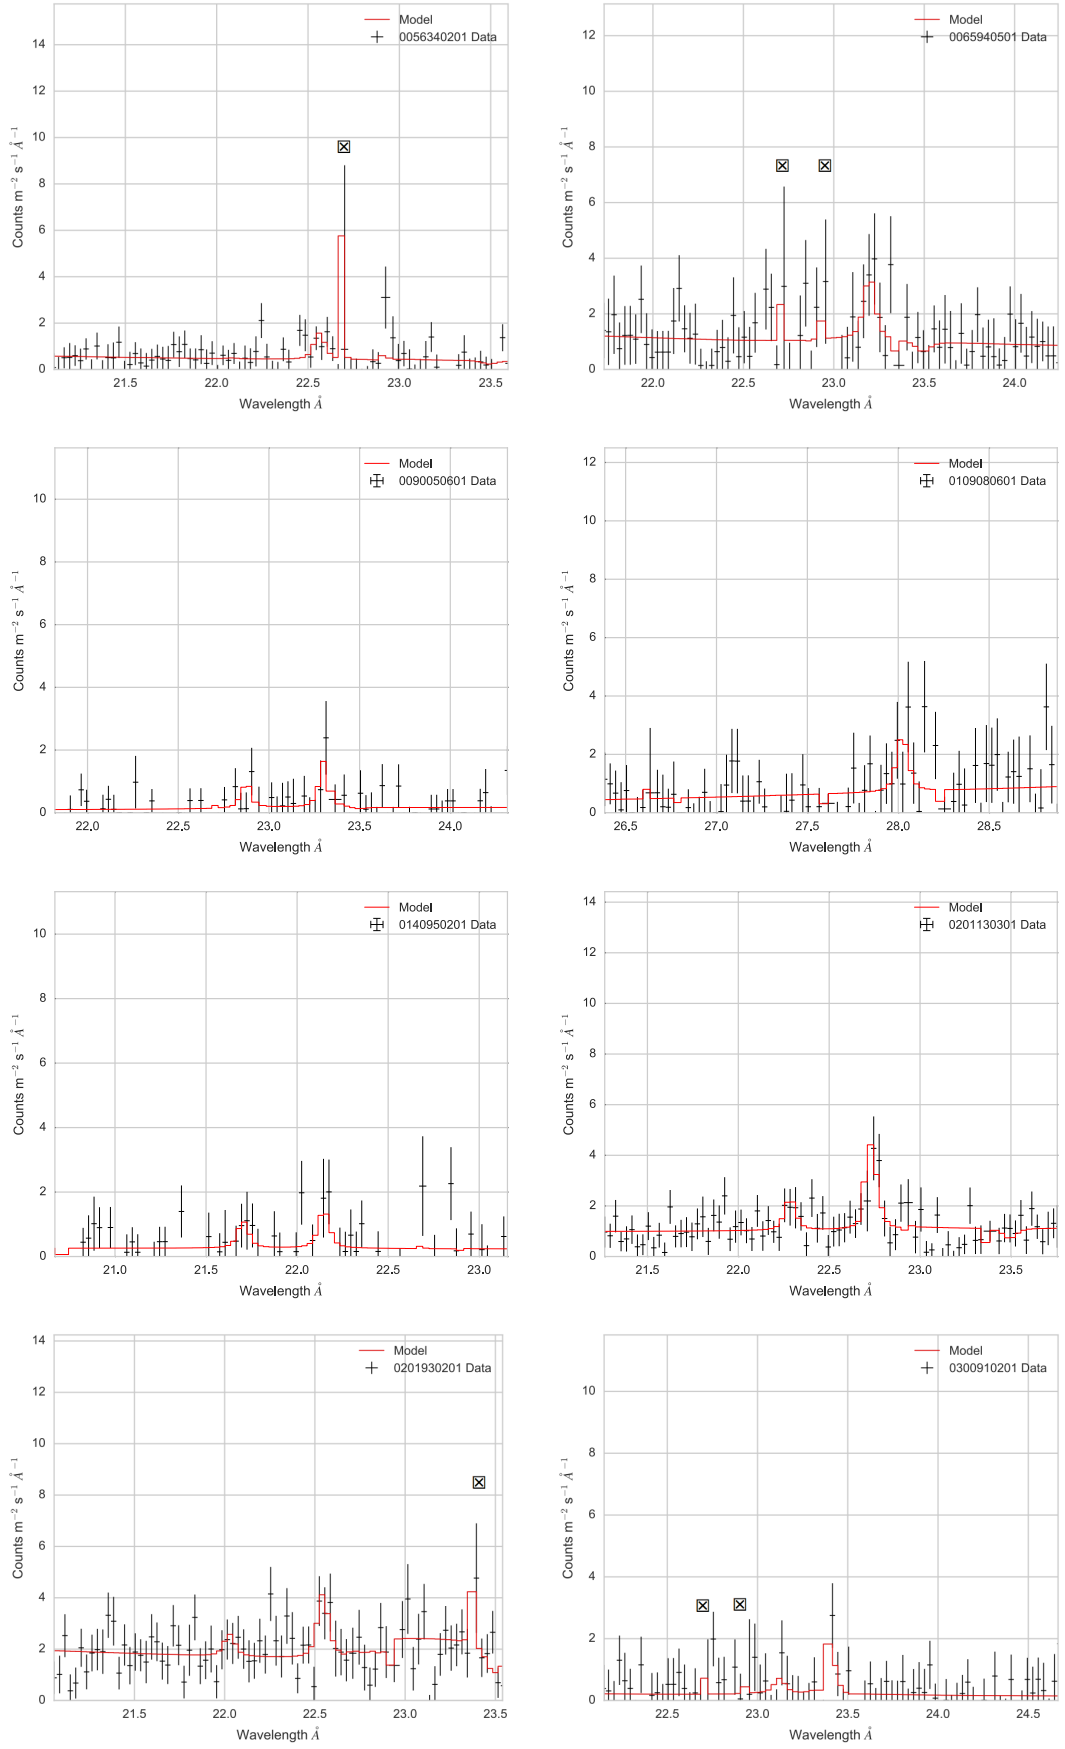 Model
0056340201 Data
14
12
10
8
6
4
2
0
Counts m⁻² s⁻¹ Å⁻¹
21.5 22.0 22.5 23.0 23.5
Wavelength Å
Model
0065940501 Data
12
10
8
6
4
2
0
Counts m⁻² s⁻¹ Å⁻¹
22.0 22.5 23.0 23.5 24.0
Wavelength Å
Model
0090050601 Data
10
8
6
4
2
0
Counts m⁻² s⁻¹ Å⁻¹
22.0 22.5 23.0 23.5 24.0
Wavelength Å
Model
0109080601 Data
12
10
8
6
4
2
0
Counts m⁻² s⁻¹ Å⁻¹
26.5 27.0 27.5 28.0 28.5
Wavelength Å
Model
0140950201 Data
10
8
6
4
2
0
Counts m⁻² s⁻¹ Å⁻¹
21.0 21.5 22.0 22.5 23.0
Wavelength Å
Model
0201130301 Data
14
12
10
8
6
4
2
0
Counts m⁻² s⁻¹ Å⁻¹
21.5 22.0 22.5 23.0 23.5
Wavelength Å
Model
0201930201 Data
14
12
10
8
6
4
2
0
Counts m⁻² s⁻¹ Å⁻¹
21.5 22.0 22.5 23.0 23.5
Wavelength Å
Model
0300910201 Data
10
8
6
4
2
0
Counts m⁻² s⁻¹ Å⁻¹
22.5 23.0 23.5 24.0 24.5
Wavelength Å